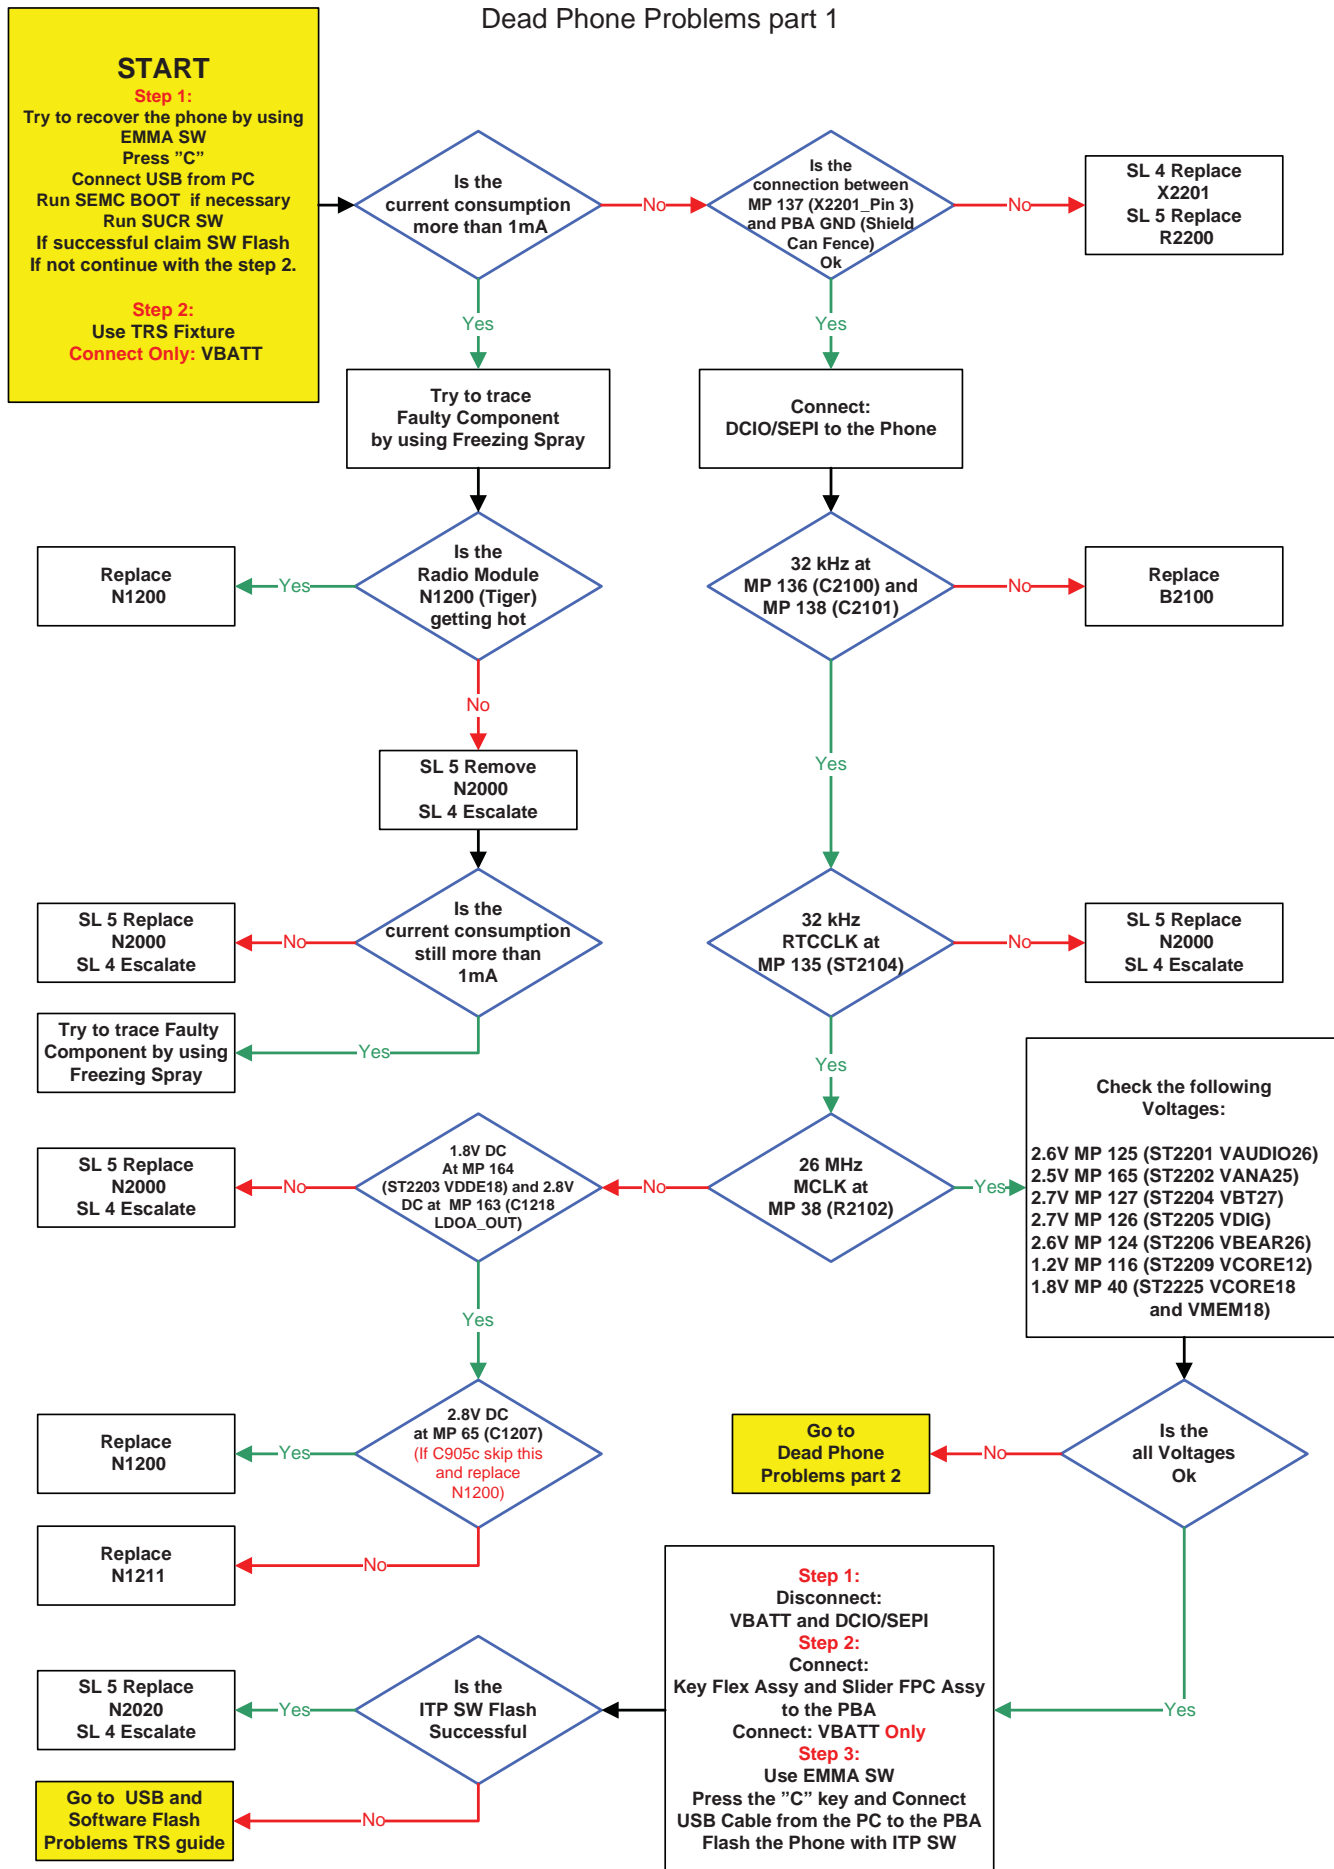 Dead Phone Problems part 1
START
Step 1:
Try to recover the phone by using
EMMA SW
Press ”C”
Connect USB from PC
Run SEMC BOOT if necessary
Run SUCR SW
If successful claim SW Flash
If not continue with the step 2.
Step 2:
Use TRS Fixture
Connect Only: VBATT
Is the
current consumption
more than 1mA
No
Is the
connection between
MP 137 (X2201_Pin 3)
and PBA GND (Shield
Can Fence)
Ok
No
SL 4 Replace
X2201
SL 5 Replace
R2200
Yes
Yes
Try to trace
Faulty Component
by using Freezing Spray
Connect:
DCIO/SEPI to the Phone
Replace
N1200
Yes
Is the
Radio Module
N1200 (Tiger)
getting hot
32 kHz at
MP 136 (C2100) and
MP 138 (C2101)
No
Replace
B2100
No
Yes
SL 5 Remove
N2000
SL 4 Escalate
SL 5 Replace
N2000
SL 4 Escalate
No
Is the
current consumption
still more than
1mA
32 kHz
RTCCLK at
MP 135 (ST2104)
No
SL 5 Replace
N2000
SL 4 Escalate
Try to trace Faulty
Component by using
Freezing Spray
Yes
Yes
Check the following
Voltages:
2.6V MP 125 (ST2201 VAUDIO26)
2.5V MP 165 (ST2202 VANA25)
2.7V MP 127 (ST2204 VBT27)
2.7V MP 126 (ST2205 VDIG)
2.6V MP 124 (ST2206 VBEAR26)
1.2V MP 116 (ST2209 VCORE12)
1.8V MP 40 (ST2225 VCORE18
and VMEM18)
SL 5 Replace
N2000
SL 4 Escalate
No
1.8V DC
At MP 164
(ST2203 VDDE18) and 2.8V
DC at MP 163 (C1218
LDOA_OUT)
No
26 MHz
MCLK at
MP 38 (R2102)
Yes
Yes
Replace
N1200
Yes
2.8V DC
at MP 65 (C1207)
(If C905c skip this
and replace
N1200)
Go to
Dead Phone
Problems part 2
No
Is the
all Voltages
Ok
Replace
N1211
No
Step 1:
Disconnect:
VBATT and DCIO/SEPI
Step 2:
Connect:
Key Flex Assy and Slider FPC Assy
to the PBA
Connect: VBATT Only
Step 3:
Use EMMA SW
Press the ”C” key and Connect
USB Cable from the PC to the PBA
Flash the Phone with ITP SW
Yes
SL 5 Replace
N2020
SL 4 Escalate
Yes
Is the
ITP SW Flash
Successful
Go to USB and
Software Flash
Problems TRS guide
No